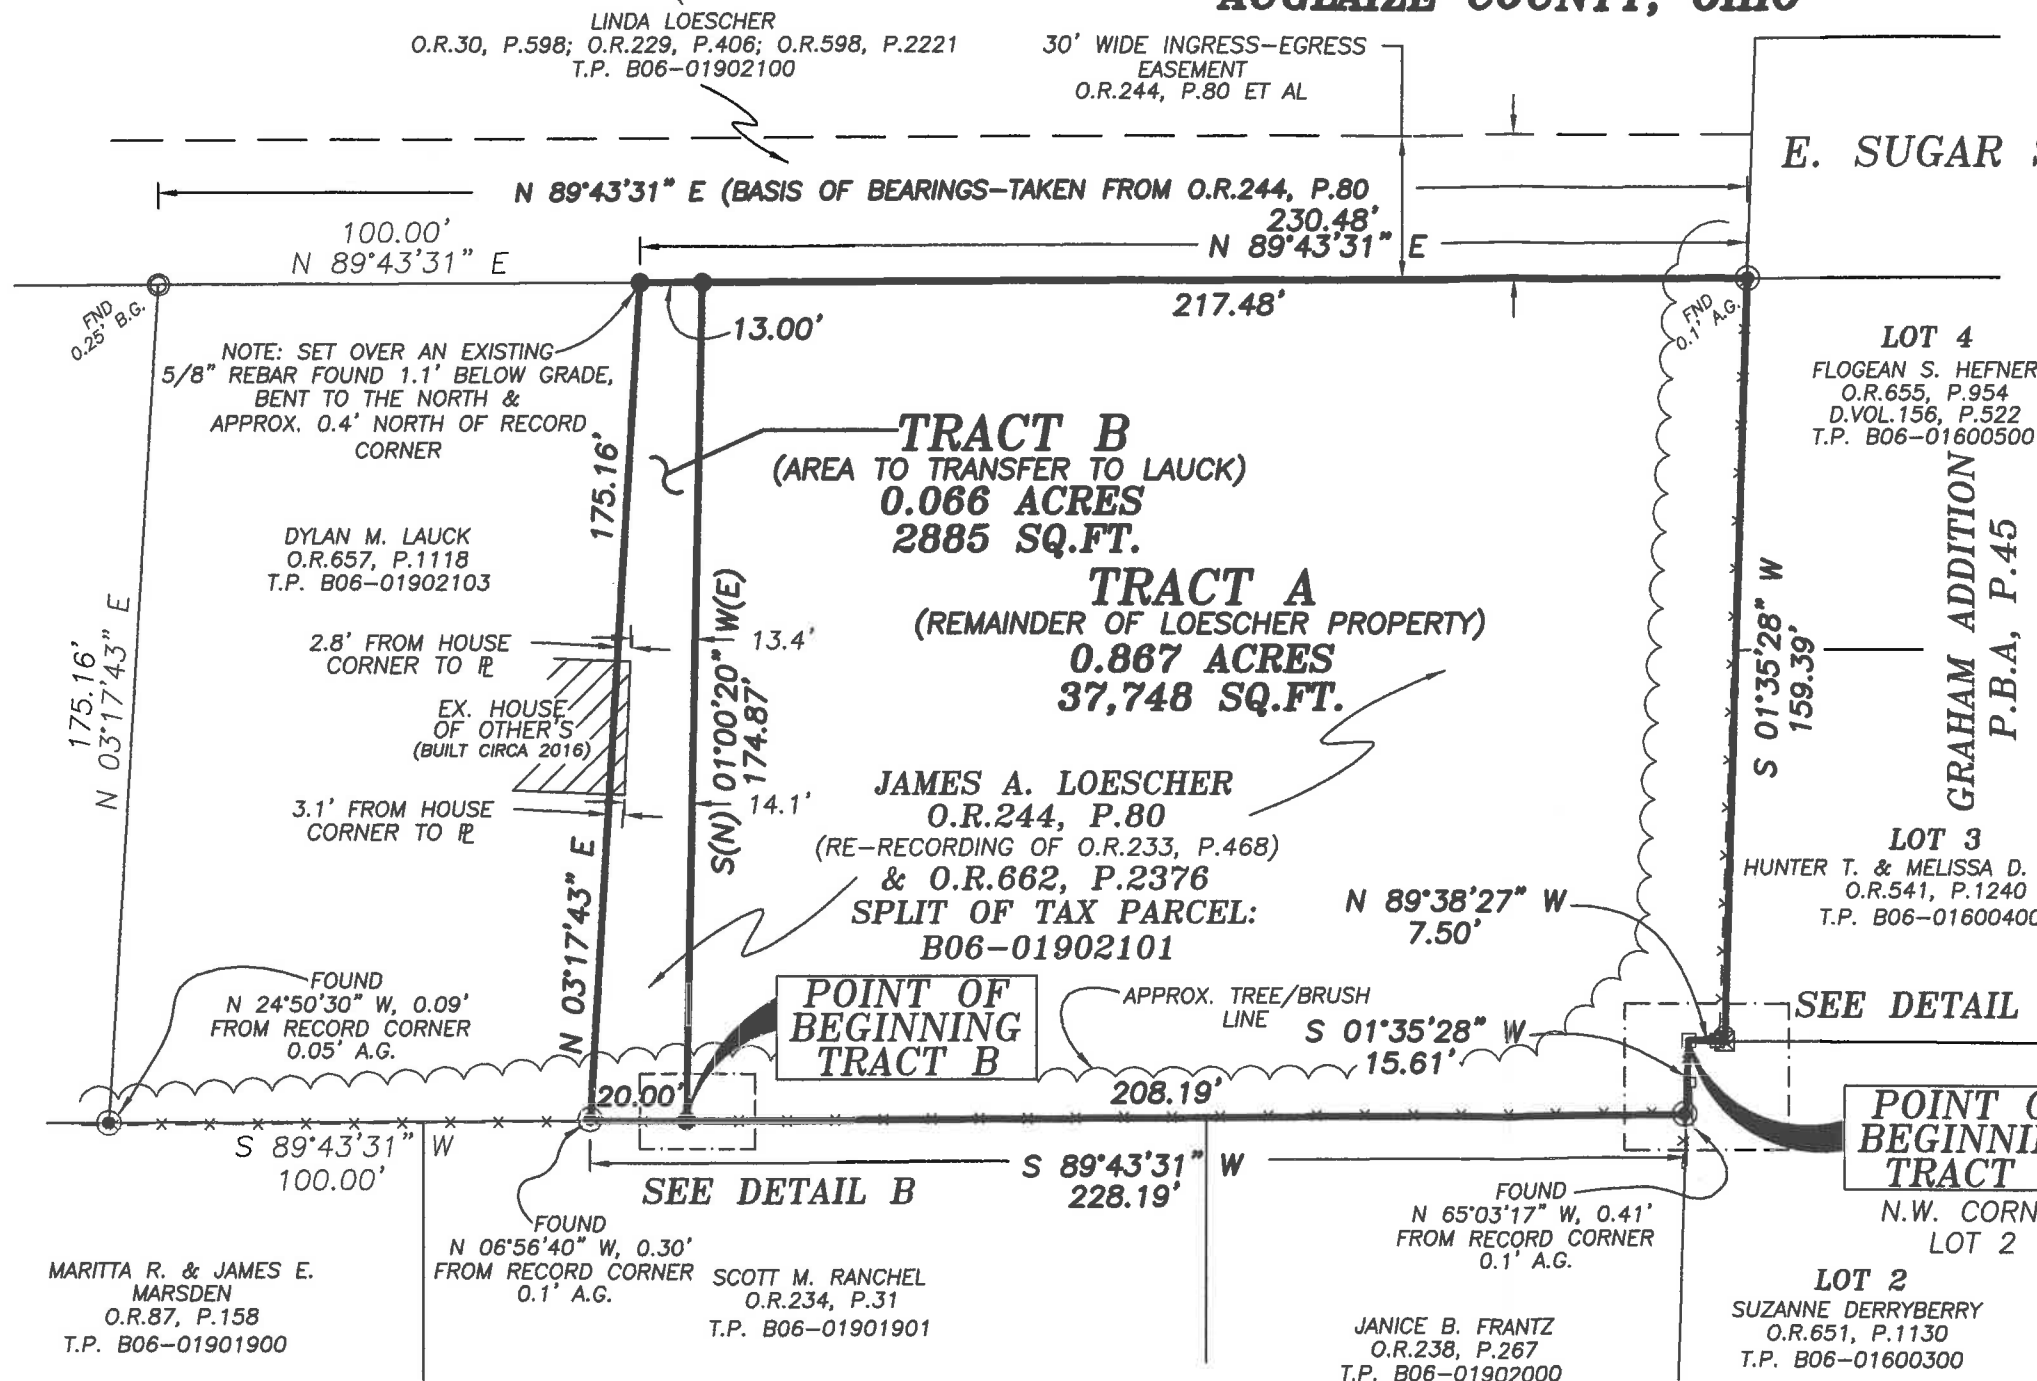 AUGLAIZE COUNTY, OHIO
LINDA LOESCHER
O.R.30, P.598; O.R.229, P.406; O.R.598, P.2221
T.P. B06-01902100
30' WIDE INGRESS-EGRESS
EASEMENT
O.R.244, P.80 ET AL
E. SUGAR
N 89°43'31" E (BASIS OF BEARINGS-TAKEN FROM O.R.244, P.80
230.48'
N 89°43'31" E
100.00'
N 89°43'31" E
217.48'
13.00'
FND
0.25' B.G.
FND
0.1' A.G.
NOTE: SET OVER AN EXISTING
5/8" REBAR FOUND 1.1' BELOW GRADE,
BENT TO THE NORTH &
APPROX. 0.4' NORTH OF RECORD
CORNER
175.16'
LOT 4
FLOGEAN S. HEFNER
O.R.655, P.954
D.VOL.156, P.522
T.P. B06-01600500
TRACT B
(AREA TO TRANSFER TO LAUCK)
0.066 ACRES
2885 SQ.FT.
DYLAN M. LAUCK
O.R.657, P.1118
T.P. B06-01902103
TRACT A
(REMAINDER OF LOESCHER PROPERTY)
0.867 ACRES
37,748 SQ.FT.
GRAHAM ADDITION
P.B.A, P.45
S 01°35'28" W
159.39'
175.16'
N 03°17'43" E
2.8' FROM HOUSE
CORNER TO ⅊
13.4'
S(N) 01°00'20" W(E)
174.87'
EX. HOUSE
OF OTHER'S
(BUILT CIRCA 2016)
3.1' FROM HOUSE
CORNER TO ⅊
14.1'
N 03°17'43" E
JAMES A. LOESCHER
O.R.244, P.80
(RE-RECORDING OF O.R.233, P.468)
& O.R.662, P.2376
SPLIT OF TAX PARCEL:
B06-01902101
LOT 3
HUNTER T. & MELISSA D.
O.R.541, P.1240
T.P. B06-01600400
N 89°38'27" W
7.50'
FOUND
N 24°50'30" W, 0.09'
FROM RECORD CORNER
0.05' A.G.
POINT OF
BEGINNING
TRACT B
APPROX. TREE/BRUSH
LINE
S 01°35'28" W
15.61'
SEE DETAIL
20.00'
208.19'
POINT
TRACT
N.W.
LOT 2
S 89°43'31" W
100.00'
S 89°43'31" W
228.19'
SEE DETAIL B
FOUND
N 06°56'40" W, 0.30'
FROM RECORD CORNER
0.1' A.G.
FOUND
N 65°03'17" W, 0.41'
FROM RECORD CORNER
0.1' A.G.
MARITTA R. & JAMES E.
MARSDEN
O.R.87, P.158
T.P. B06-01901900
SCOTT M. RANCHEL
O.R.234, P.31
T.P. B06-01901901
JANICE B. FRANTZ
O.R.238, P.267
T.P. B06-01902000
LOT 2
SUZANNE DERRYBERRY
O.R.651, P.1130
T.P. B06-01600300